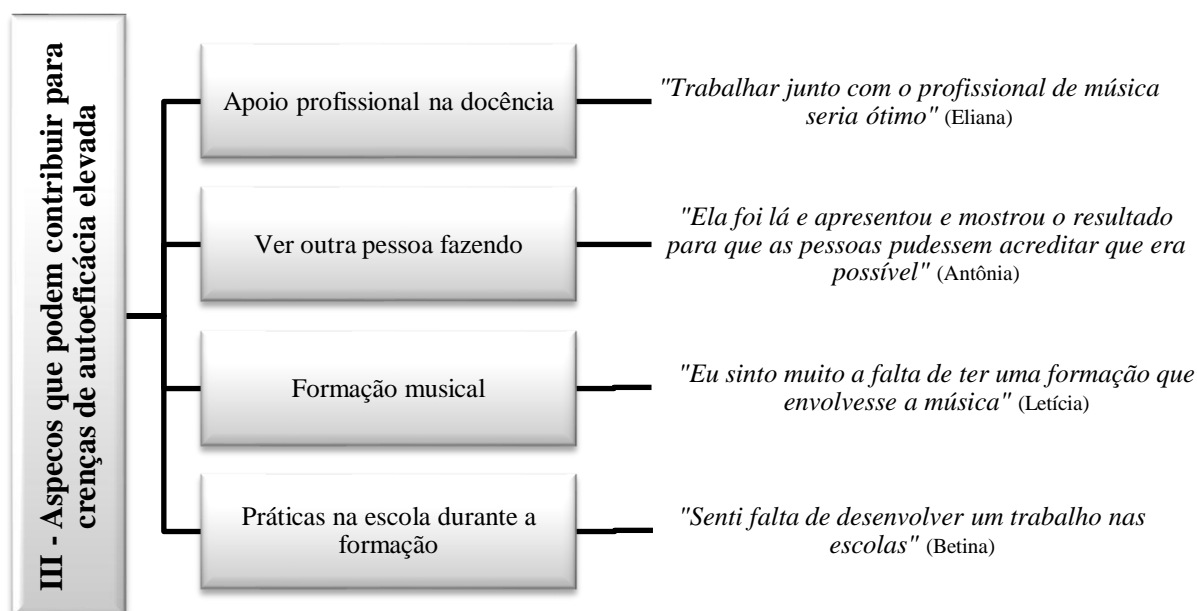 III - Aspecos que podem contribuir para
crenças de autoeficácia elevada
Apoio profissional na docência
"Trabalhar junto com o profissional de música
seria ótimo" (Eliana)
Ver outra pessoa fazendo
"Ela foi lá e apresentou e mostrou o resultado
para que as pessoas pudessem acreditar que era
possível" (Antônia)
Formação musical
"Eu sinto muito a falta de ter uma formação que
envolvesse a música" (Letícia)
Práticas na escola durante a
formação
"Senti falta de desenvolver um trabalho nas
escolas" (Betina)